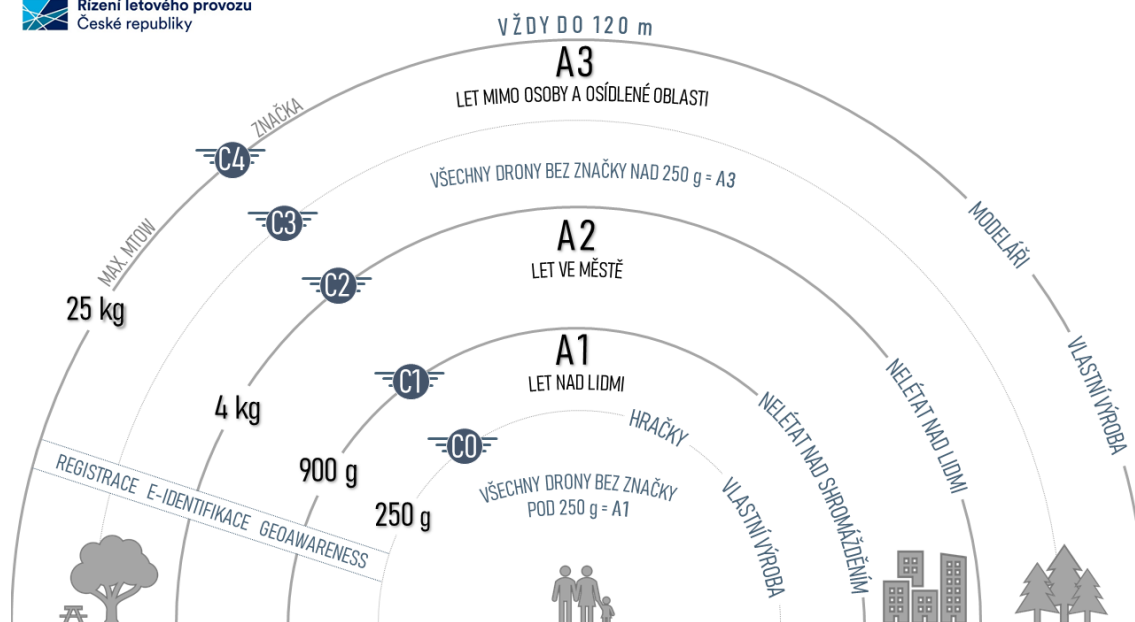 Řízení letového provozu
České republiky
VŽDY DO 120 m
A3
LET MIMO OSOBY A OSÍDLENÉ OBLASTI
ZNAČKA
C4
VŠECHNY DRONY BEZ ZNAČKY NAD 250 g = A3
C3
MODELÁŘI
MAX. MTOW
A2
LET VE MĚSTĚ
C2
25 kg
A1
LET NAD LIDMI
VLASTNÍ VÝROBA
C1
NELÉTAT NAD LIDMI
4 kg
NELÉTAT NAD SHROMÁŽDĚNÍM
HRAČKY
C0
900 g
VŠECHNY DRONY BEZ ZNAČKY
POD 250 g = A1
VLASTNÍ VÝROBA
250 g
REGISTRACE E-IDENTIFIKACE GEOAWARENESS